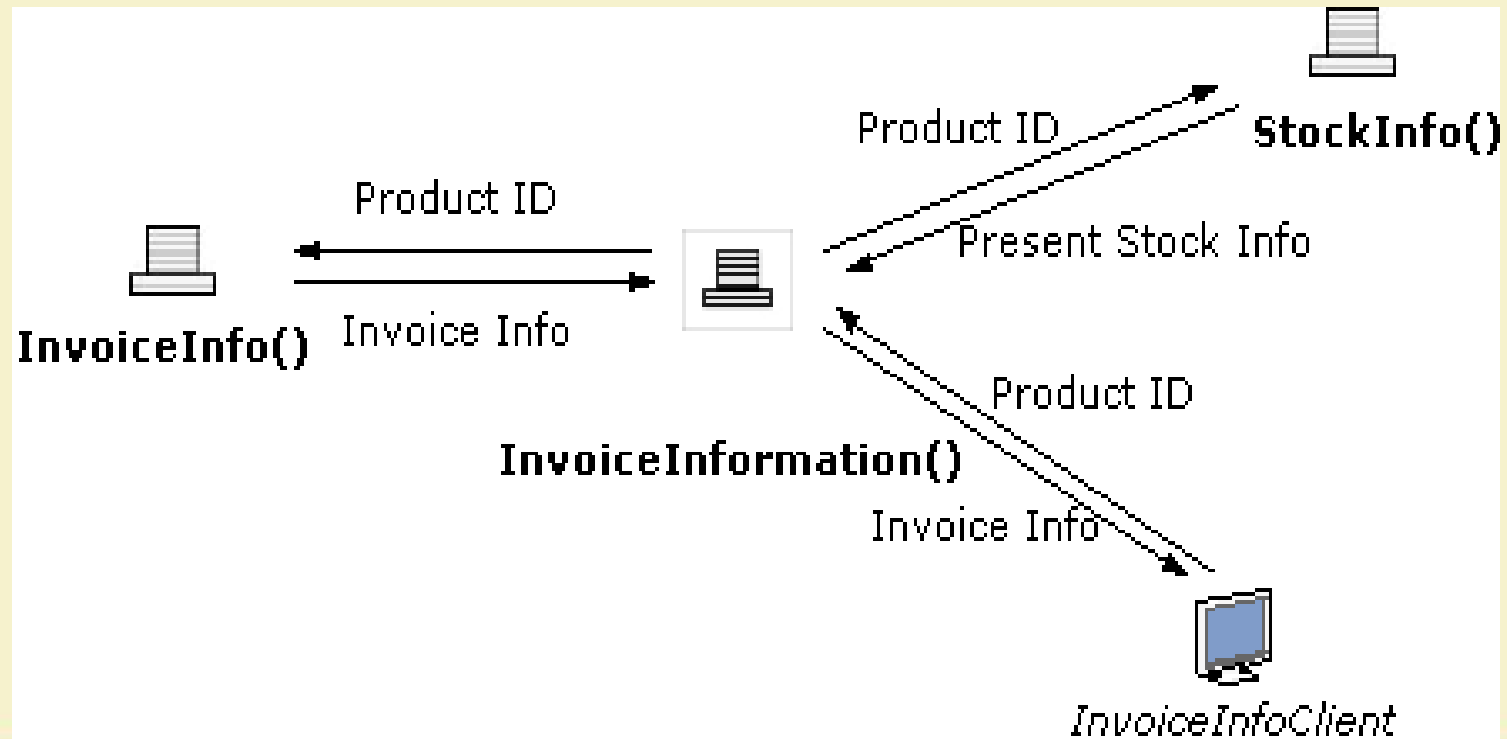 Product ID
StockInfo()
Product ID
Present Stock Info
InvoiceInfo()
Invoice Info
Product ID
InvoiceInformation()
Invoice Info
InvoiceInfoClient